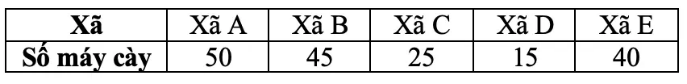 Xã Xã A Xã B Xã C Xã D Xã E
Số máy cày 50 45 25 15 40